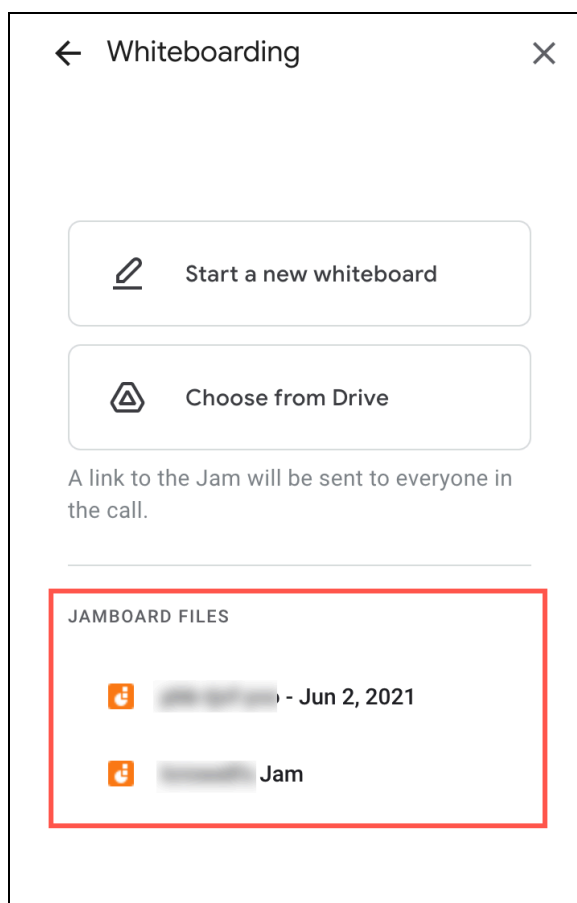 Whiteboarding
Start a new whiteboard
Choose from Drive
A link to the Jam will be sent to everyone in
the call.
JAMBOARD FILES
- Jun 2, 2021
Jam